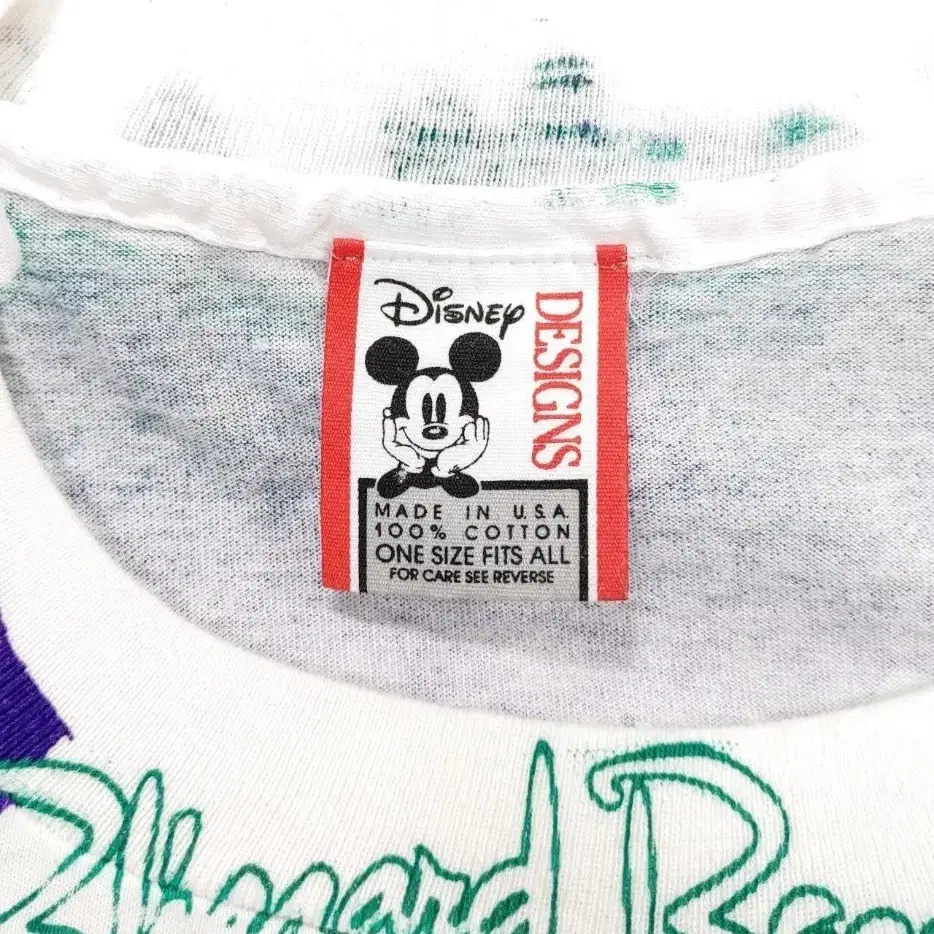 Disney
DESIGNS
MADE IN U.S.A.
100% COTTON
ONE SIZE FITS ALL
FOR CARE SEE REVERSE